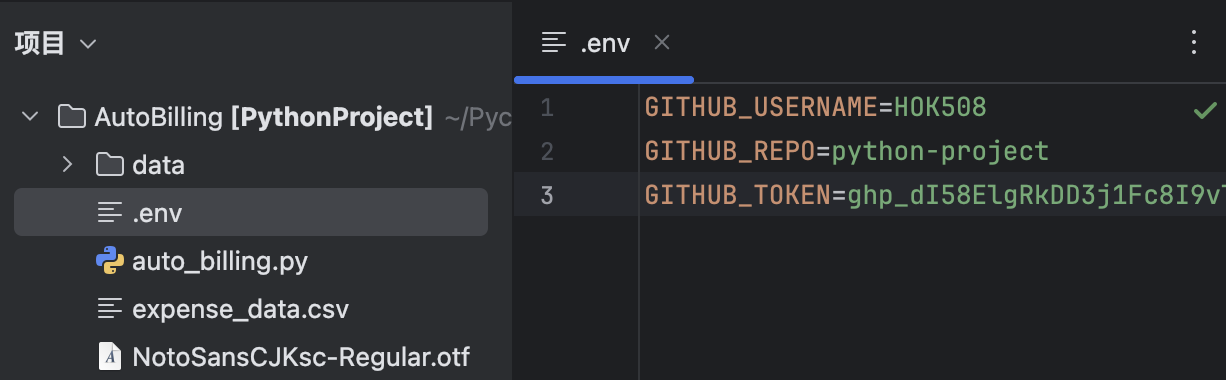 项目
AutoBilling [PythonProject] ~/Pyc
data
.env
auto_billing.py
expense_data.csv
NotoSansCJKsc-Regular.otf
.env
1 GITHUB_USERNAME=HOK508
2 GITHUB_REPO=python-project
3 GITHUB_TOKEN=ghp_dI58ElgRkDD3j1Fc8I9v